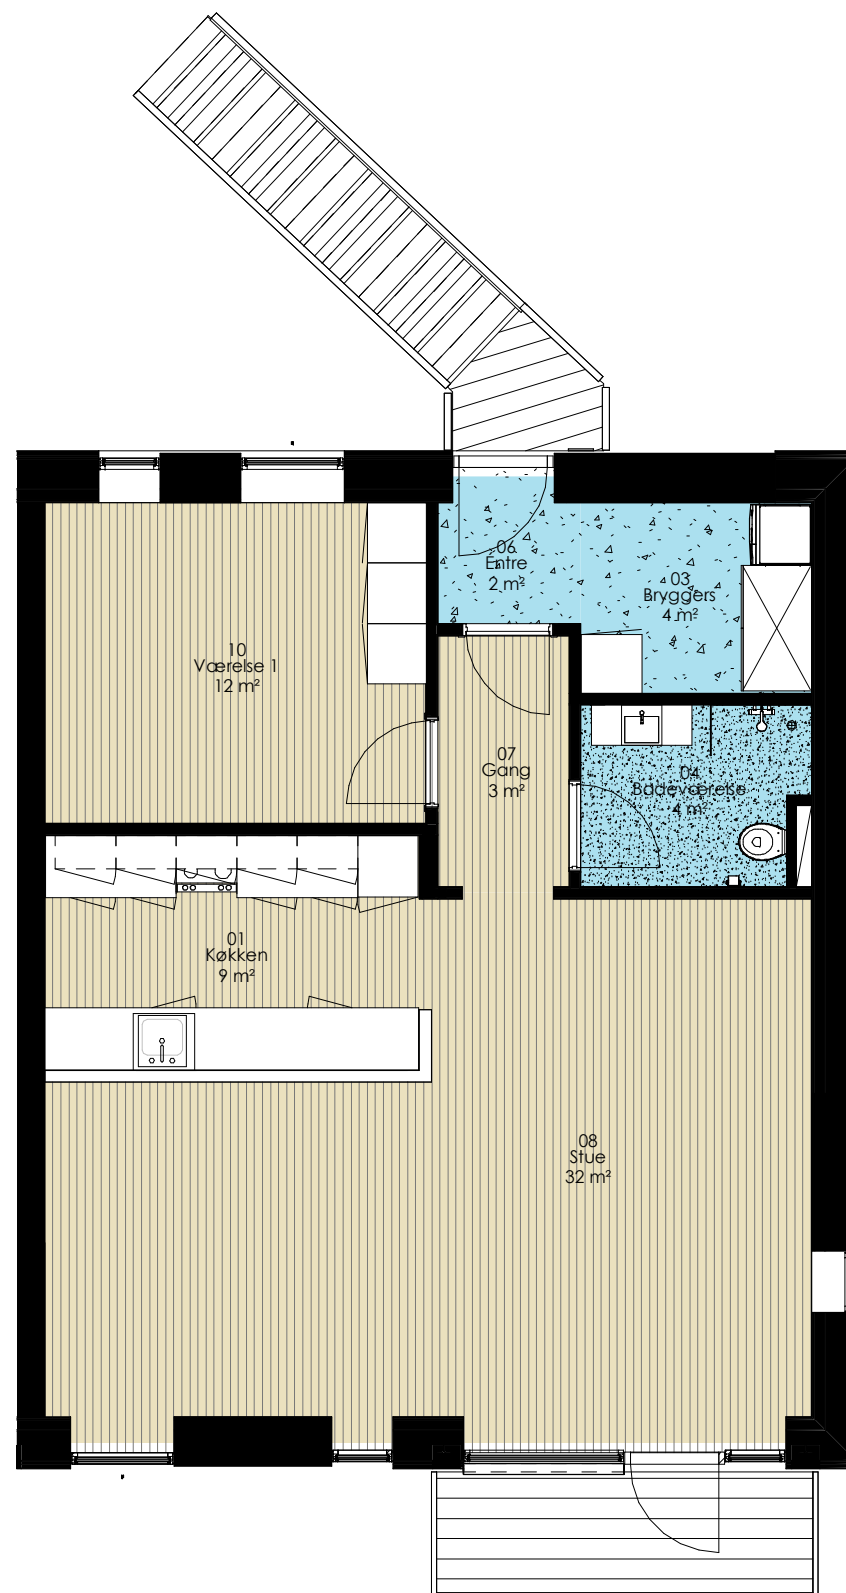 06
Entre
2 m²
03
Bryggers
4 m²
10
Værelse 1
12 m²
07
Gang
3 m²
04
Badeværelse
4 m²
01
Køkken
9 m²
08
Stue
32 m²